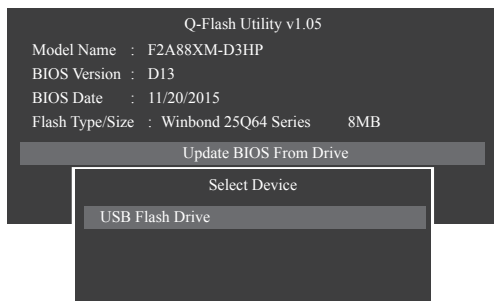 Q-Flash Utility v1.05
Model Name : F2A88XM-D3HP
BIOS Version : D13
BIOS Date : 11/20/2015
Flash Type/Size : Winbond 25Q64 Series 8MB
Update BIOS From Drive
Select Device
USB Flash Drive